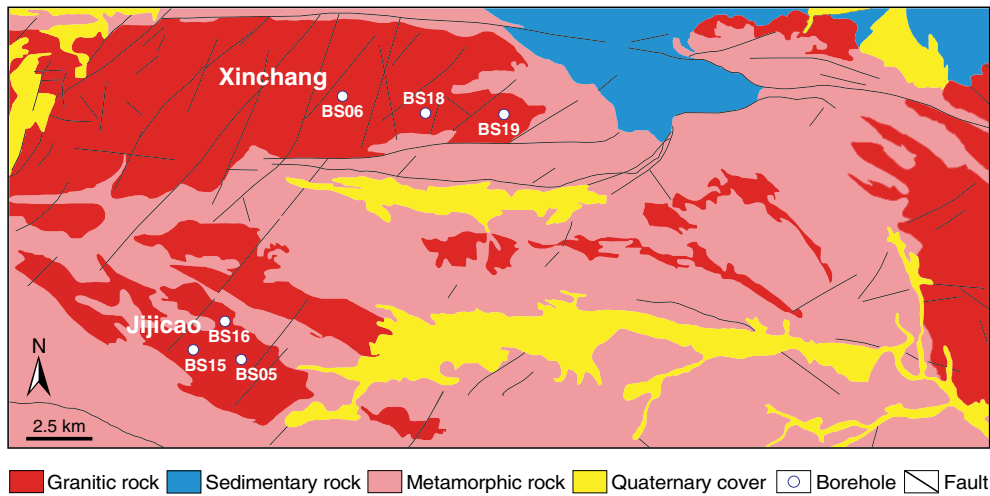 Xinchang
BS06
BS18
BS19
Jijicao
BS16
BS15
BS05
N
2.5 km
Granitic rock
Sedimentary rock
Metamorphic rock
Quaternary cover
Borehole
Fault